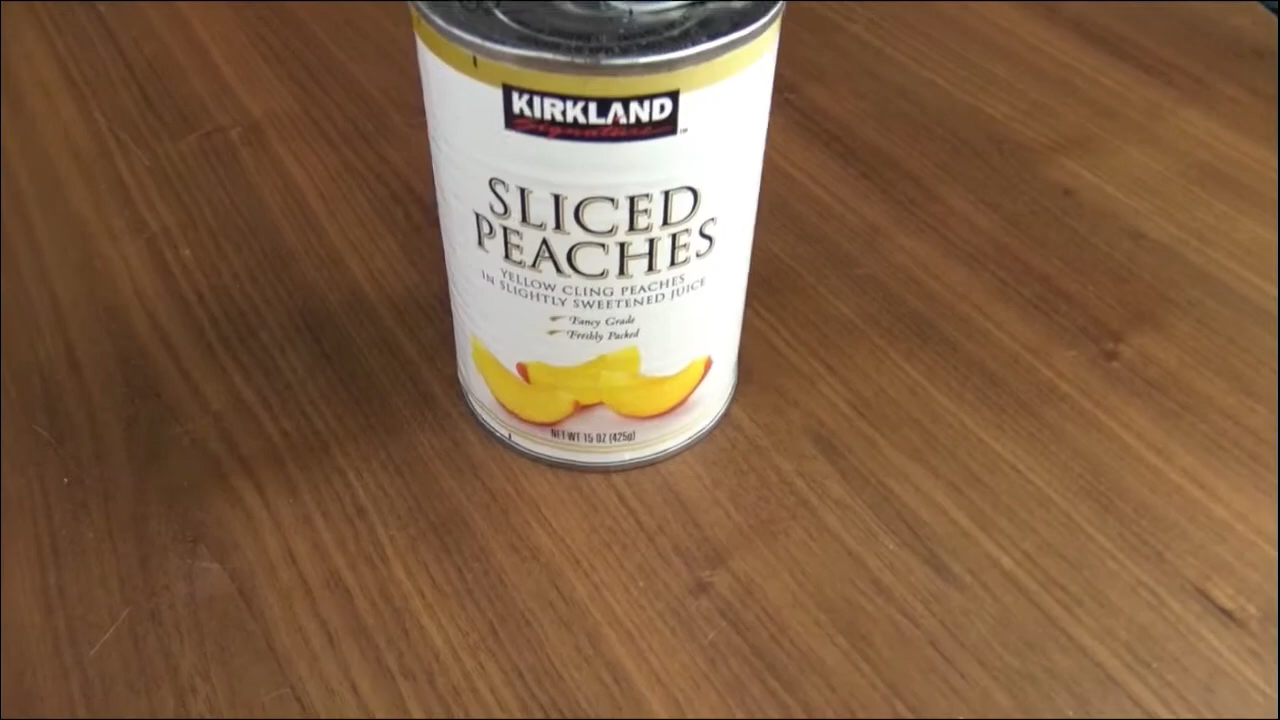 KIRKLAND
Signature™
SLICED
PEACHES
YELLOW CLING PEACHES
IN SLIGHTLY SWEETENED JUICE
Fancy Grade
Freshly Packed
NET WT 15 OZ (425g)